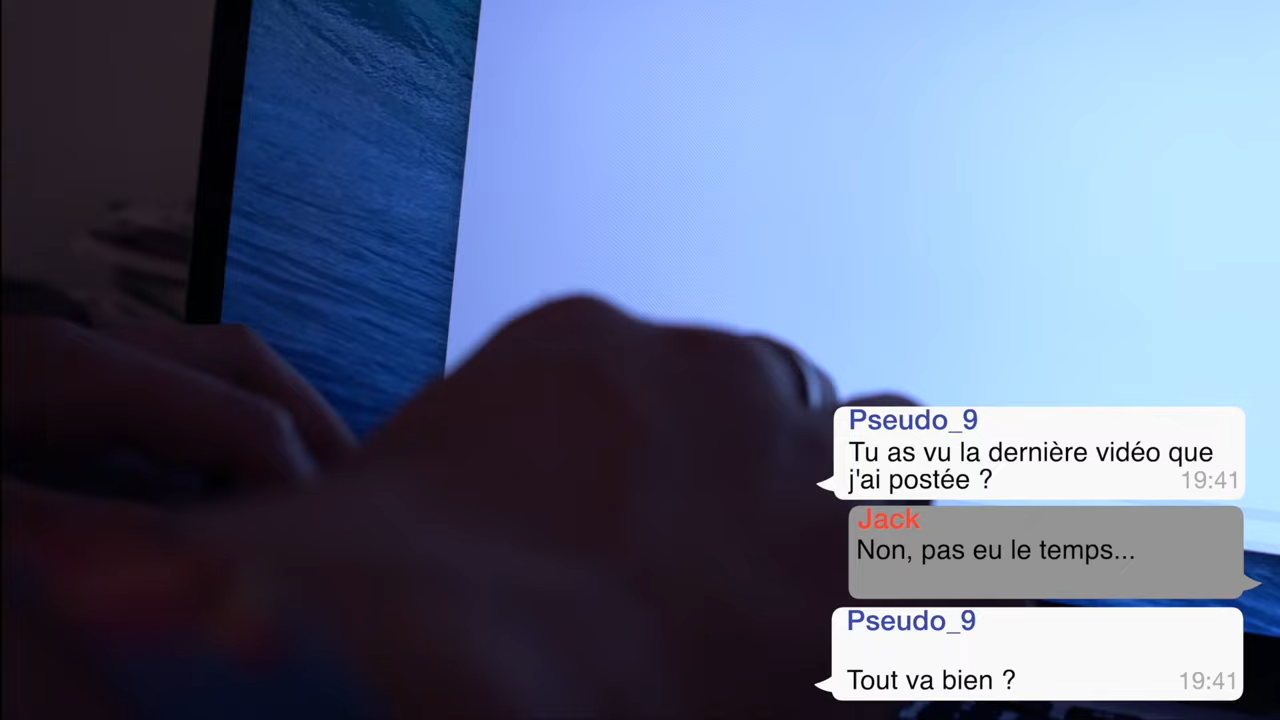 Pseudo_9
Tu as vu la dernière vidéo que
j'ai postée ?
19:41
Jack
Non, pas eu le temps...
Pseudo_9
Tout va bien ?
19:41